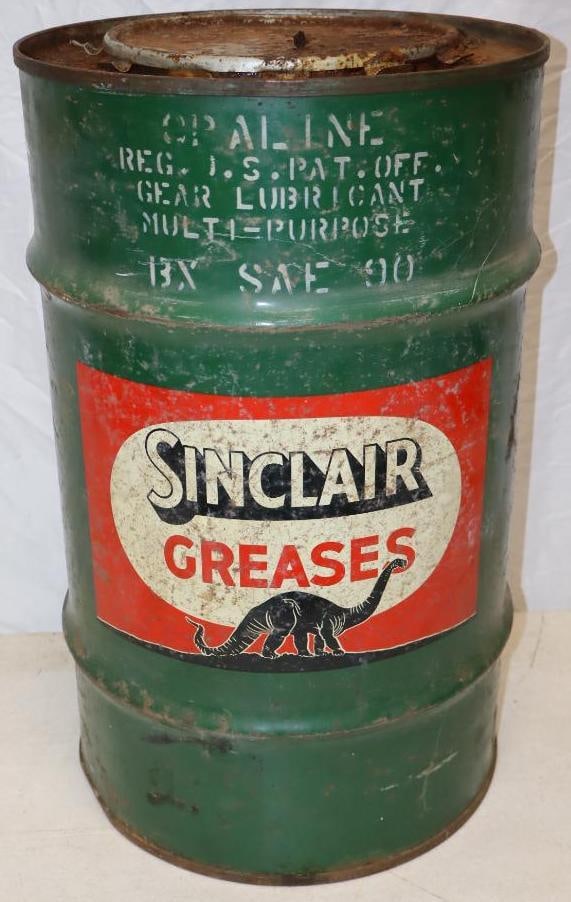 OPALINE
REG. U.S.PAT.OFF.
GEAR LUBRICANT
MULTI-PURPOSE
BX SAE 90
SINCLAIR
GREASES